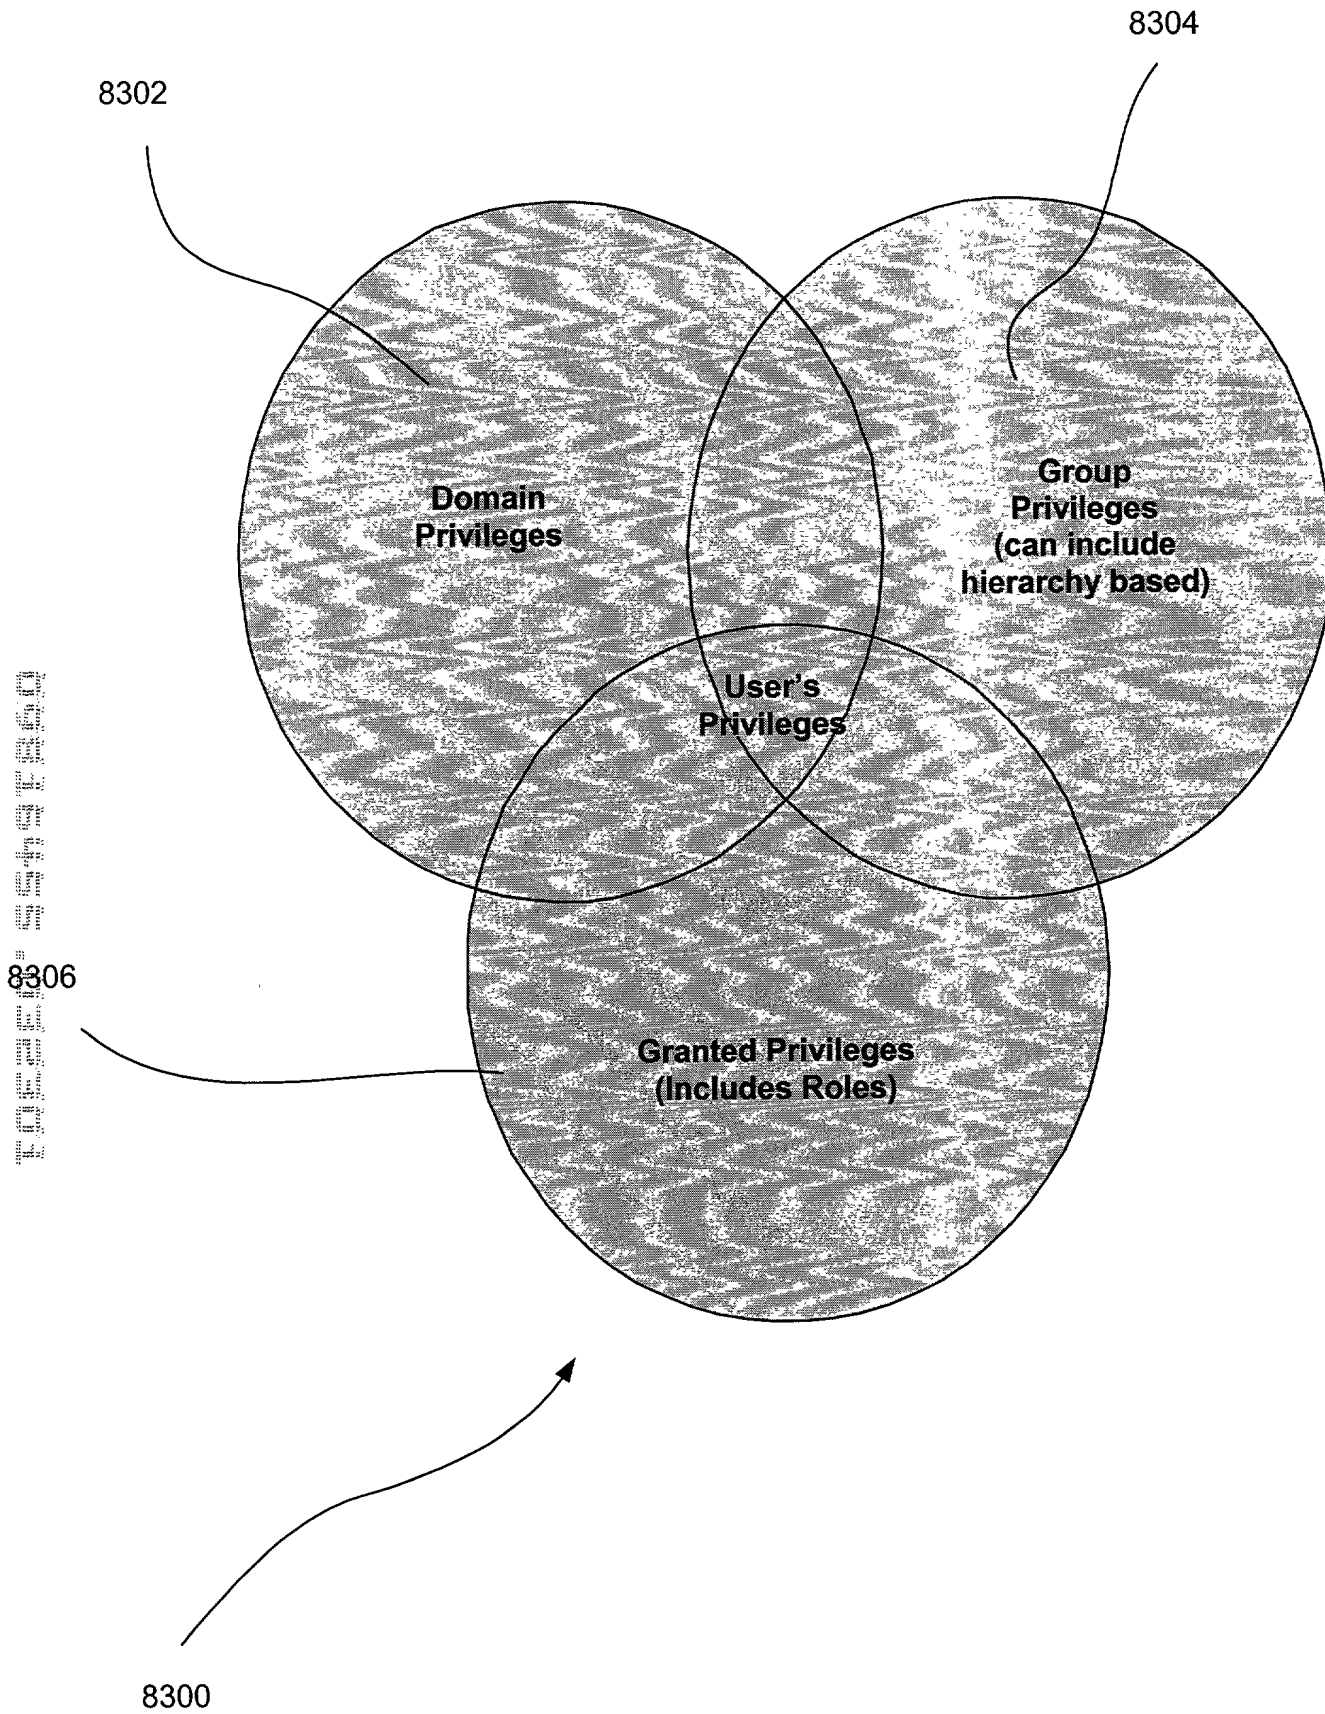 8304
8302
Domain
Privileges
Group
Privileges
(can include
hierarchy based)
User's
Privileges
8306
Granted Privileges
(Includes Roles)
8300